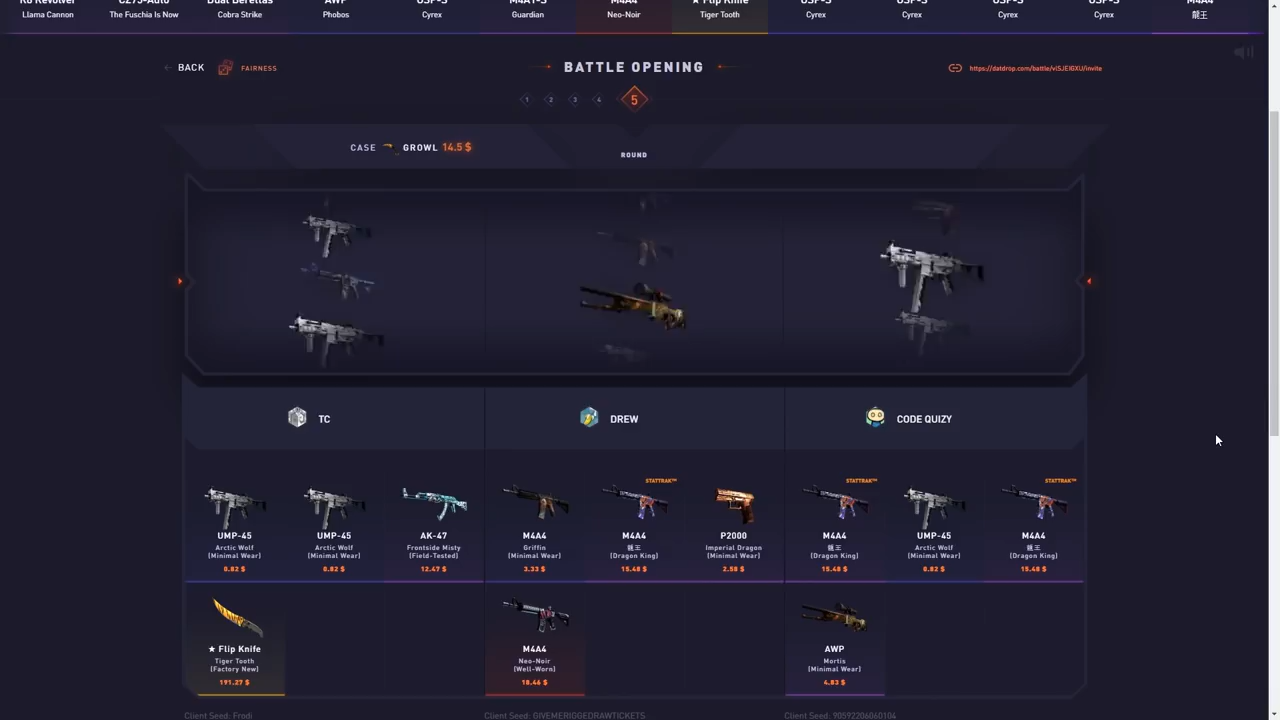 R8 Revolver CZ75-Auto Dual Berettas AWP USP-S M4A1-S M4A4 ★ Flip Knife USP-S USP-S USP-S USP-S M4A4
Llama Cannon The Fuschia Is Now Cobra Strike Phobos Cyrex Guardian Neo-Noir Tiger Tooth Cyrex Cyrex Cyrex Cyrex 龍王
← BACK FAIRNESS BATTLE OPENING https://datdrop.com/battle/viSJEIGXU/invite
1 2 3 4 5
CASE GROWL 14.5 $
ROUND
TC DREW CODE QUIZY
STATTRAK™ STATTRAK™ STATTRAK™
UMP-45 UMP-45 AK-47 M4A4 M4A4 P2000 M4A4 UMP-45 M4A4
Arctic Wolf Arctic Wolf Frontside Misty Griffin 龍王 Imperial Dragon 龍王 Arctic Wolf 龍王
(Minimal Wear) (Minimal Wear) (Field-Tested) (Minimal Wear) (Dragon King) (Minimal Wear) (Dragon King) (Minimal Wear) (Dragon King)
0.82 $ 0.82 $ 12.47 $ 3.33 $ 15.48 $ 2.58 $ 15.48 $ 0.82 $ 15.48 $
★ Flip Knife M4A4 AWP
Tiger Tooth Neo-Noir Mortis
(Factory New) (Well-Worn) (Minimal Wear)
191.27 $ 18.46 $ 4.83 $
Client Seed: Frodi Client Seed: GIVEMERIGGEDRAWTICKETS Client Seed: 90592206060104